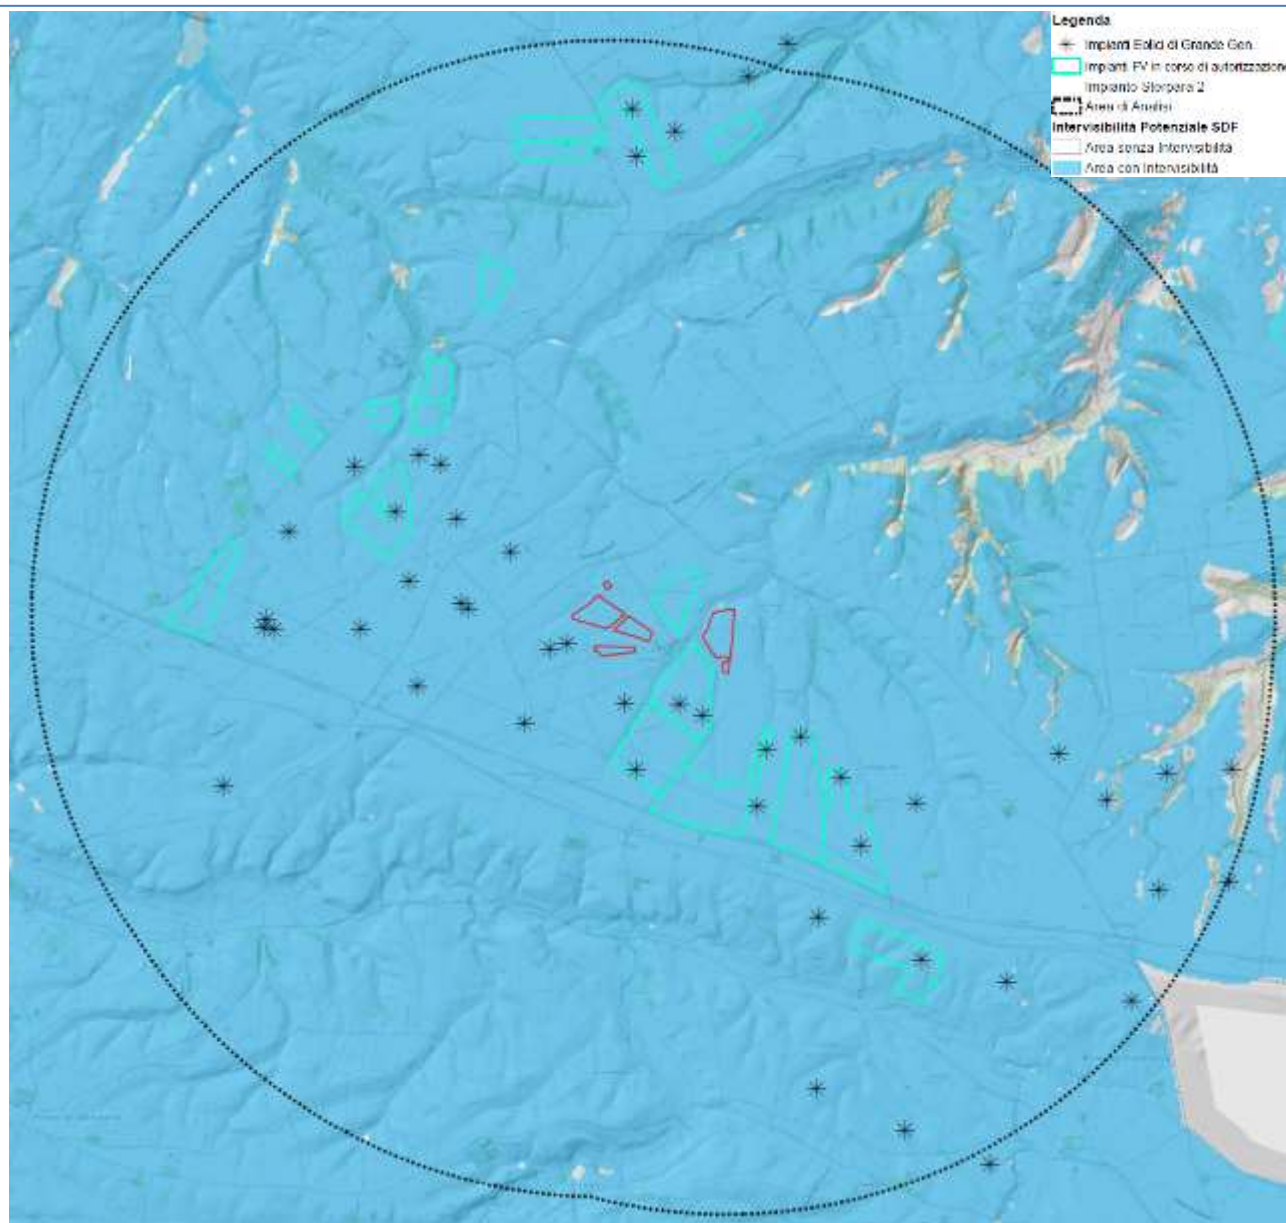 Legenda
Impianti Eolici di Grande Gen.
Impianti FV in corso di autorizzazione
Impianto Sterpara 2
Area di Analisi
Intervisibilità Potenziale SDF
Area senza Intervisibilità
Area con Intervisibilità